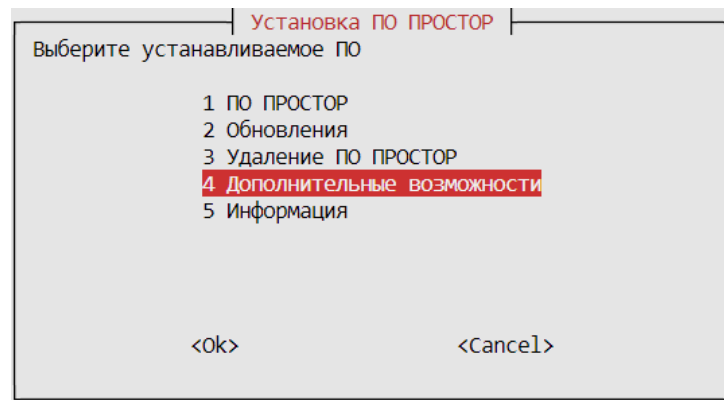 Установка ПО ПРОСТОР
Выберите устанавливаемое ПО
1 ПО ПРОСТОР
2 Обновления
3 Удаление ПО ПРОСТОР
4 Дополнительные возможности
5 Информация
<Ok> <Cancel>